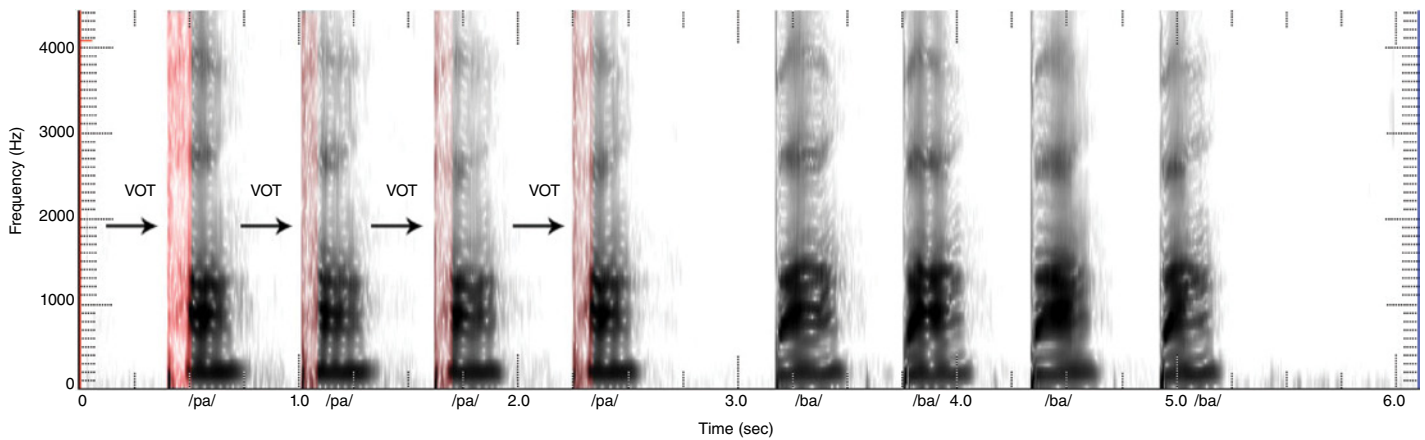 4000
3000
2000
1000
0
Frequency (Hz)
VOT VOT VOT VOT
0 /pa/ 1.0 /pa/ /pa/ 2.0 /pa/ 3.0 /ba/ /ba/ 4.0 /ba/ 5.0 /ba/ 6.0
Time (sec)